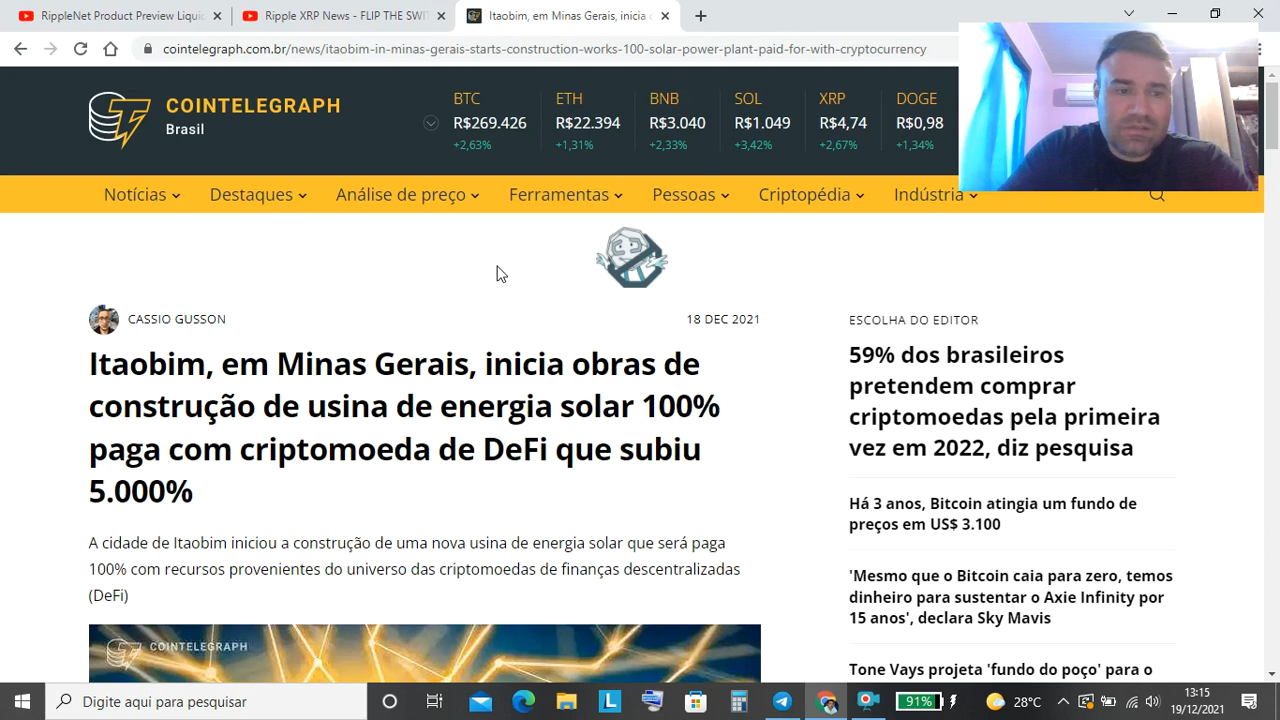 RippleNet Product Preview Liqui
Ripple XRP News - FLIP THE SWI
Itaobim, em Minas Gerais, inicia o
cointelegraph.com.br/news/itaobim-in-minas-gerais-starts-construction-works-100-solar-power-plant-paid-for-with-cryptocurrency
COINTELEGRAPH
Brasil
BTC
R$269.426
+2,63%
ETH
R$22.394
+1,31%
BNB
R$3.040
+2,33%
SOL
R$1.049
+3,42%
XRP
R$4,74
+2,67%
DOGE
R$0,98
+1,34%
Notícias
Destaques
Análise de preço
Ferramentas
Pessoas
Criptopédia
Indústria
CASSIO GUSSON
18 DEC 2021
Itaobim, em Minas Gerais, inicia obras de
construção de usina de energia solar 100%
paga com criptomoeda de DeFi que subiu
5.000%
A cidade de Itaobim iniciou a construção de uma nova usina de energia solar que será paga
100% com recursos provenientes do universo das criptomoedas de finanças descentralizadas
(DeFi)
COINTELEGRAPH
ESCOLHA DO EDITOR
59% dos brasileiros
pretendem comprar
criptomoedas pela primeira
vez em 2022, diz pesquisa
Há 3 anos, Bitcoin atingia um fundo de
preços em US$ 3.100
'Mesmo que o Bitcoin caia para zero, temos
dinheiro para sustentar o Axie Infinity por
15 anos', declara Sky Mavis
Tone Vays projeta 'fundo do poço' para o
Digite aqui para pesquisar
L
91%
28°C
13:15
19/12/2021